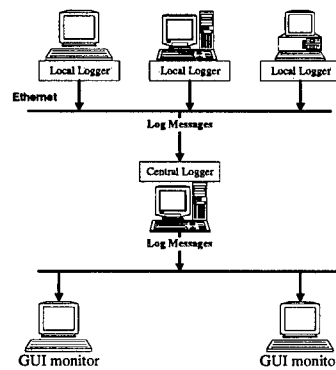 Local Logger
Local Logger
Local Logger
Ethernet
Log Messages
Central Logger
Log Messages
GUI monitor
GUI monito